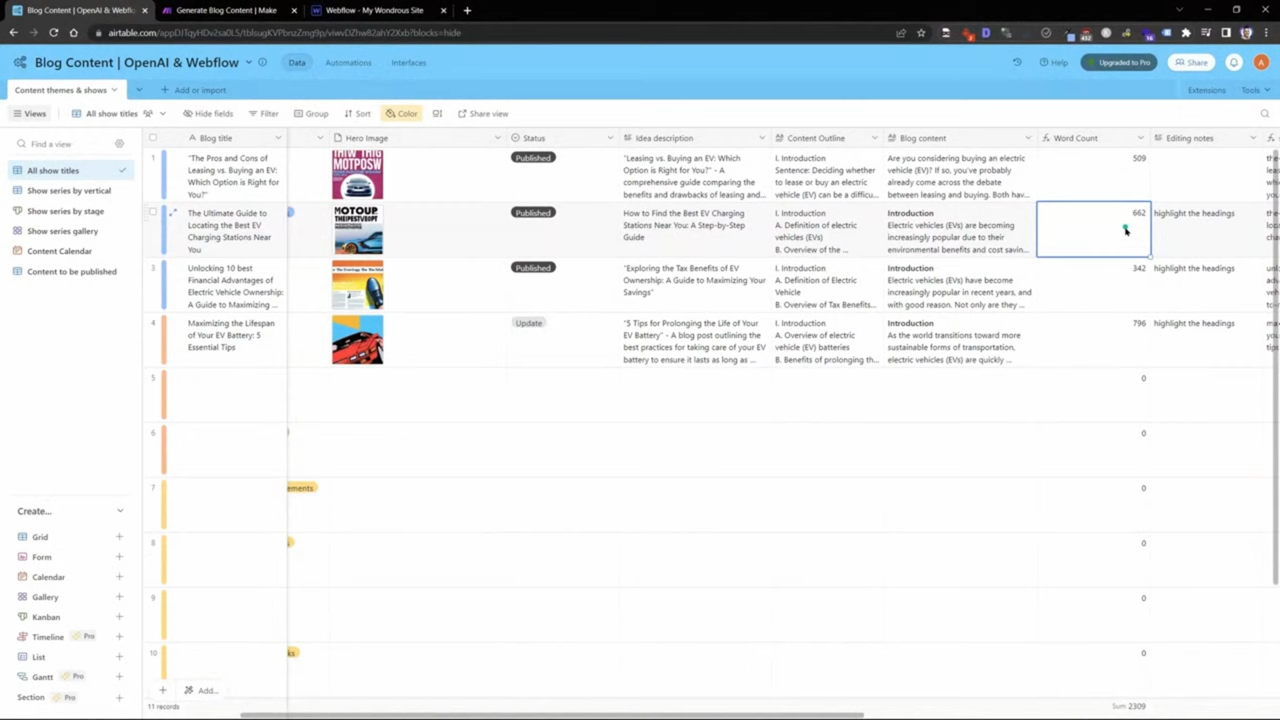 Blog Content | OpenAI & Webflo
Generate Blog Content | Make
Webflow - My Wondrous Site
airtable.com/appDJTqyHDv2sa0L5/tblsugKVPbnzZmg9p/viwvDZhw82ahY2Xxb?blocks=hide
Blog Content | OpenAI & Webflow
Data
Automations
Interfaces
Help
Upgraded to Pro
Share
A
Content themes & shows
Add or import
Extensions
Tools
Views
All show titles
Hide fields
Filter
Group
Sort
Color
Share view
Find a view
All show titles
Show series by vertical
Show series by stage
Show series gallery
Content Calendar
Content to be published
Create...
Grid
Form
Calendar
Gallery
Kanban
Timeline Pro
List
Gantt Pro
Section Pro
Blog title
Hero Image
Status
Idea description
Content Outline
Blog content
Word Count
Editing notes
1
"The Pros and Cons of
Leasing vs. Buying an EV:
Which Option is Right for
You?"
Published
"Leasing vs. Buying an EV: Which
Option is Right for You?" - A
comprehensive guide comparing the
benefits and drawbacks of leasing and...
I. Introduction
Sentence: Deciding whether
to lease or buy an electric
vehicle (EV) can be a difficu...
Are you considering buying an electric
vehicle (EV)? If so, you've probably
already come across the debate
between leasing and buying. Both hav...
509
The Ultimate Guide to
Locating the Best EV
Charging Stations Near
You
MOTOUP
Published
How to Find the Best EV Charging
Stations Near You: A Step-by-Step
Guide
I. Introduction
A. Definition of electric
vehicles (EVs)
B. Overview of the ...
Introduction
Electric vehicles (EVs) are becoming
increasingly popular due to their
environmental benefits and cost savin...
662
highlight the headings
3
Unlocking 10 best
Financial Advantages of
Electric Vehicle Ownership:
A Guide to Maximizing ...
Published
"Exploring the Tax Benefits of EV
Ownership: A Guide to Maximizing Your
Savings"
I. Introduction
A. Definition of Electric
Vehicle
B. Overview of Tax Benefits...
Introduction
Electric vehicles (EVs) have become
increasingly popular in recent years, and
with good reason. Not only are they ...
342
highlight the headings
4
Maximizing the Lifespan
of Your EV Battery: 5
Essential Tips
Update
"5 Tips for Prolonging the Life of Your
EV Battery" - A blog post outlining the
best practices for taking care of your EV
battery to ensure it lasts as long as ...
I. Introduction
A. Overview of electric
vehicle (EV) batteries
B. Benefits of prolonging th...
Introduction
As the world transitions toward more
sustainable forms of transportation,
electric vehicles (EVs) are quickly ...
796
highlight the headings
5
0
6
0
7
ements
0
8
0
9
0
10
ks
0
Add...
11 records
Sum 2309